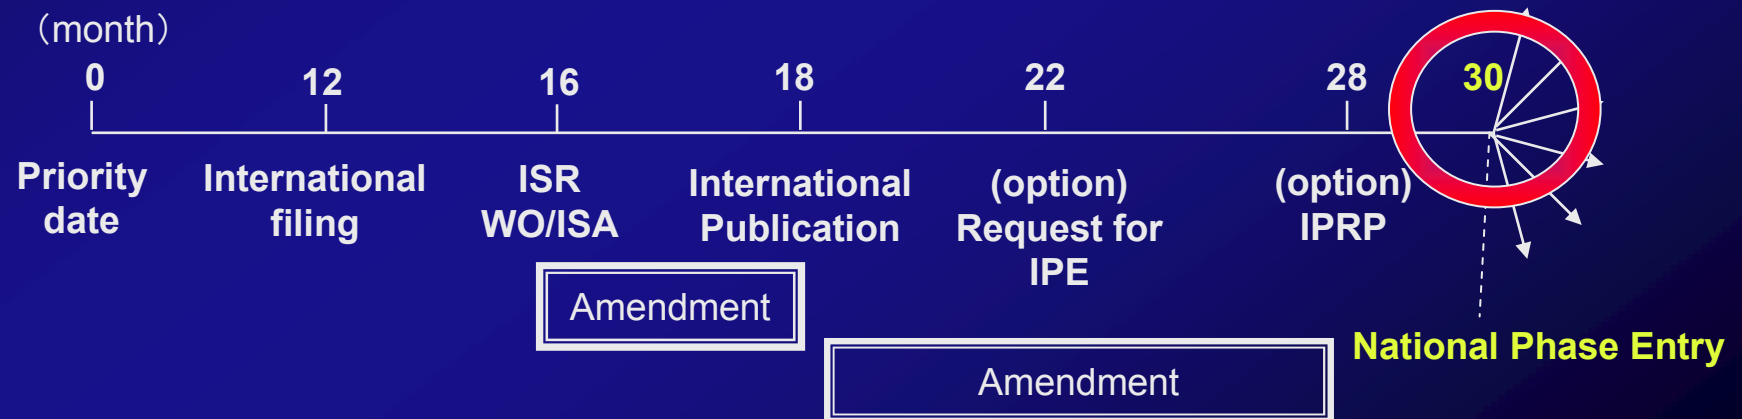 （month）
0 12 16 18 22 28 30
Priority date
International filing
ISR WO/ISA
International Publication
(option) Request for IPE
(option) IPRP
Amendment
National Phase Entry
Amendment